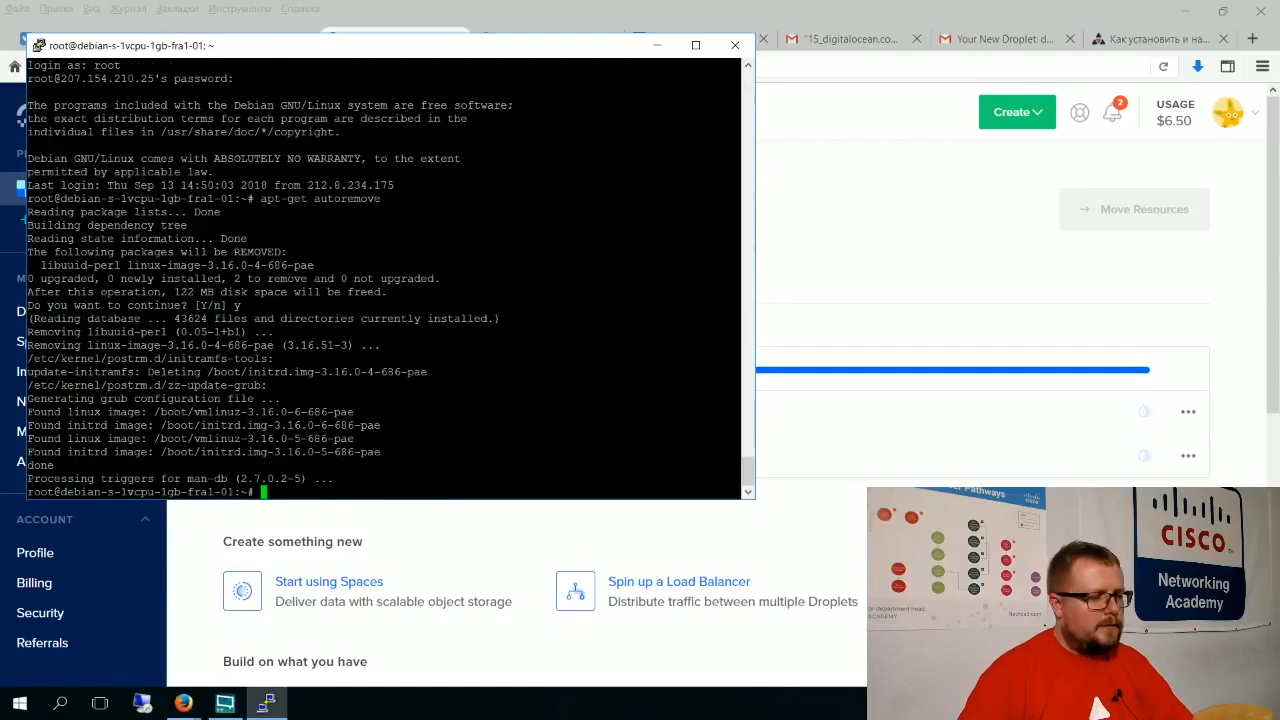 Файл Правка Вид Журнал Закладки Инструменты Справка
root@debian-s-1vcpu-1gb-fra1-01: ~
"15_digitalocean.co...
Your New Droplet: d...
Как установить и на...
login as: root
root@207.154.210.25's password:
The programs included with the Debian GNU/Linux system are free software;
the exact distribution terms for each program are described in the
individual files in /usr/share/doc/*/copyright.
Debian GNU/Linux comes with ABSOLUTELY NO WARRANTY, to the extent
permitted by applicable law.
Last login: Thu Sep 13 14:50:03 2018 from 212.8.234.175
root@debian-s-1vcpu-1gb-fra1-01:~# apt-get autoremove
Reading package lists... Done
Building dependency tree
Reading state information... Done
The following packages will be REMOVED:
libuuid-perl linux-image-3.16.0-4-686-pae
0 upgraded, 0 newly installed, 2 to remove and 0 not upgraded.
After this operation, 122 MB disk space will be freed.
Do you want to continue? [Y/n] y
(Reading database ... 43624 files and directories currently installed.)
Removing libuuid-perl (0.05-1+b1) ...
Removing linux-image-3.16.0-4-686-pae (3.16.51-3) ...
/etc/kernel/postrm.d/initramfs-tools:
update-initramfs: Deleting /boot/initrd.img-3.16.0-4-686-pae
/etc/kernel/postrm.d/zz-update-grub:
Generating grub configuration file ...
Found linux image: /boot/vmlinuz-3.16.0-6-686-pae
Found initrd image: /boot/initrd.img-3.16.0-6-686-pae
Found linux image: /boot/vmlinuz-3.16.0-5-686-pae
Found initrd image: /boot/initrd.img-3.16.0-5-686-pae
done
Processing triggers for man-db (2.7.0.2-5) ...
root@debian-s-1vcpu-1gb-fra1-01:~#
Create
2
USAGE
$6.50
Move Resources
ACCOUNT
Profile
Billing
Security
Referrals
Create something new
Start using Spaces
Deliver data with scalable object storage
Spin up a Load Balancer
Distribute traffic between multiple Droplets
Build on what you have
Pathways
CISCO
Networking
Academy